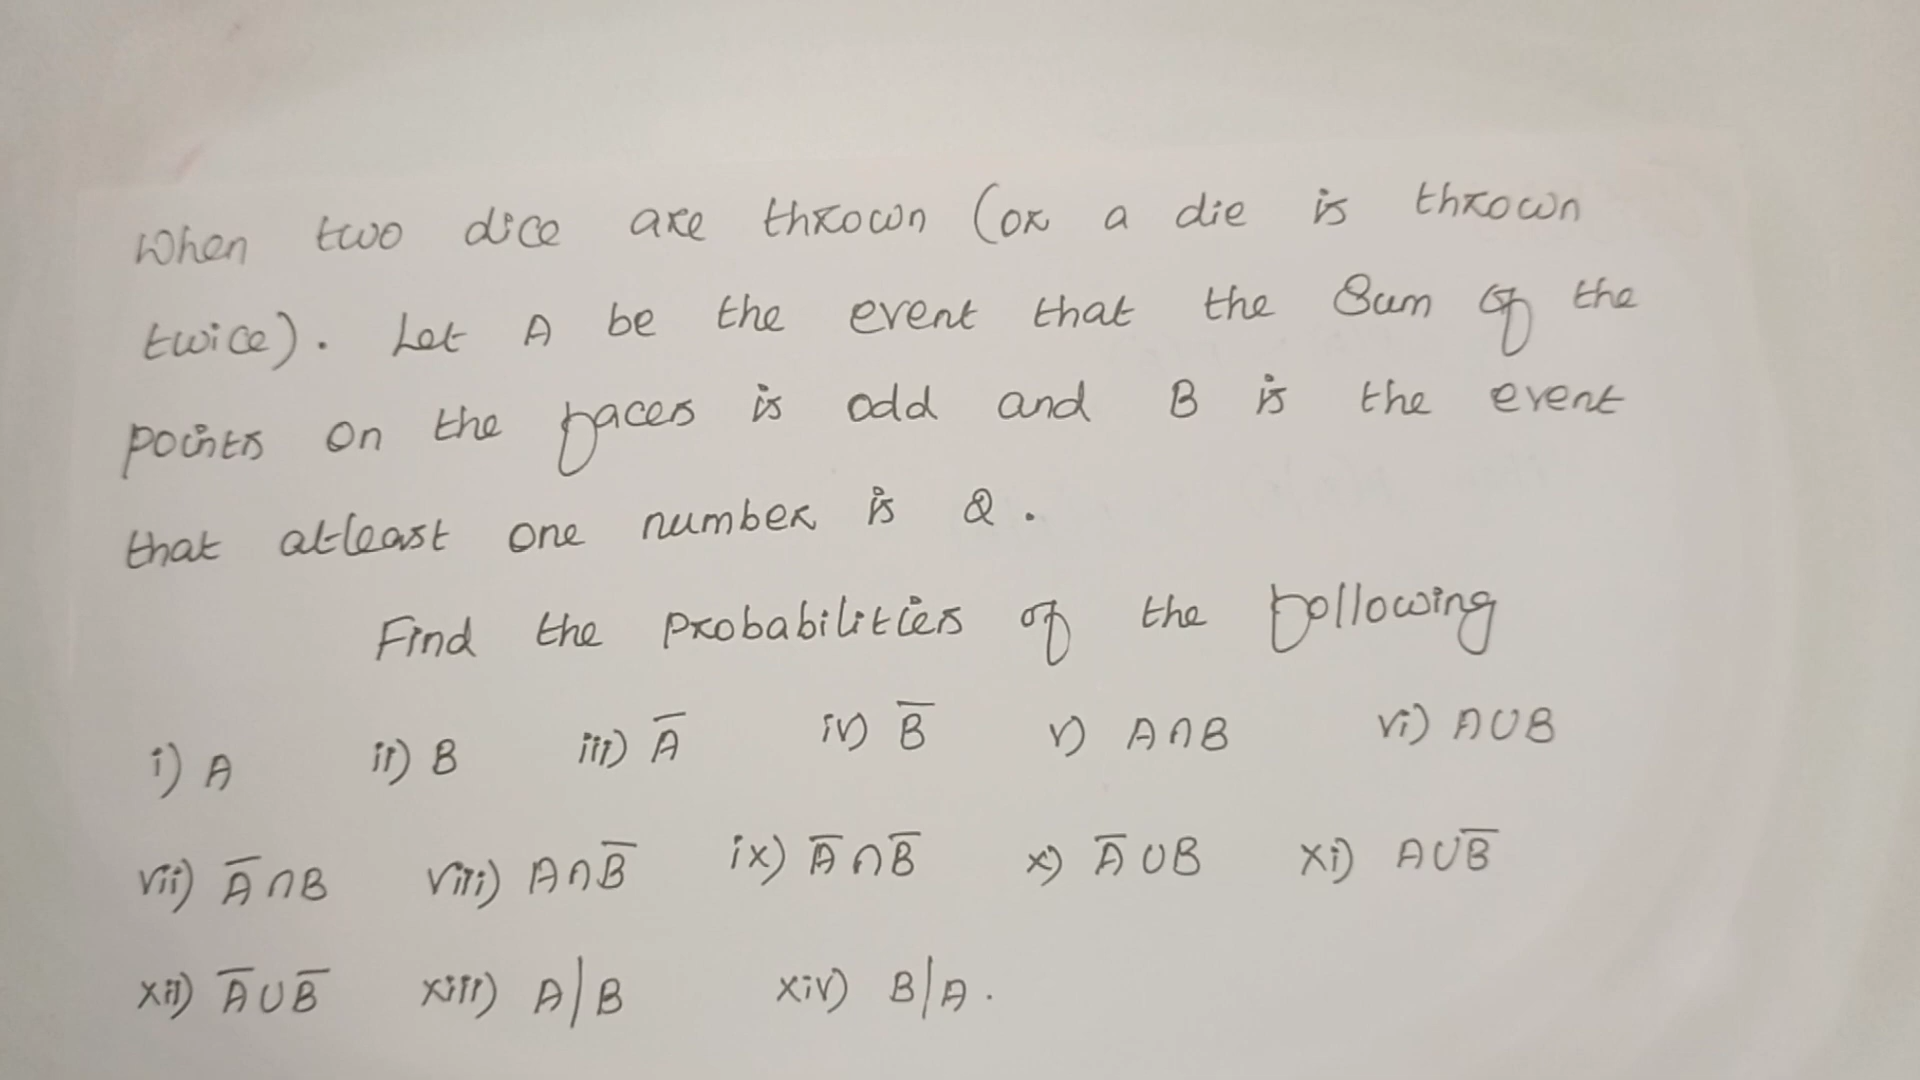 When two dice are thrown (or a die is thrown
twice). Let A be the event that the Sum of the
points on the faces is odd and B is the event
that atleast one number is 2.
Find the probabilities of the following
i) A ii) B iii) A̅ iv) B̅ v) A∩B vi) A∪B
vii) A̅∩B viii) A∩B̅ ix) A̅∩B̅ x) A̅∪B xi) A∪B̅
xii) A̅∪B̅ xiii) A|B xiv) B|A.